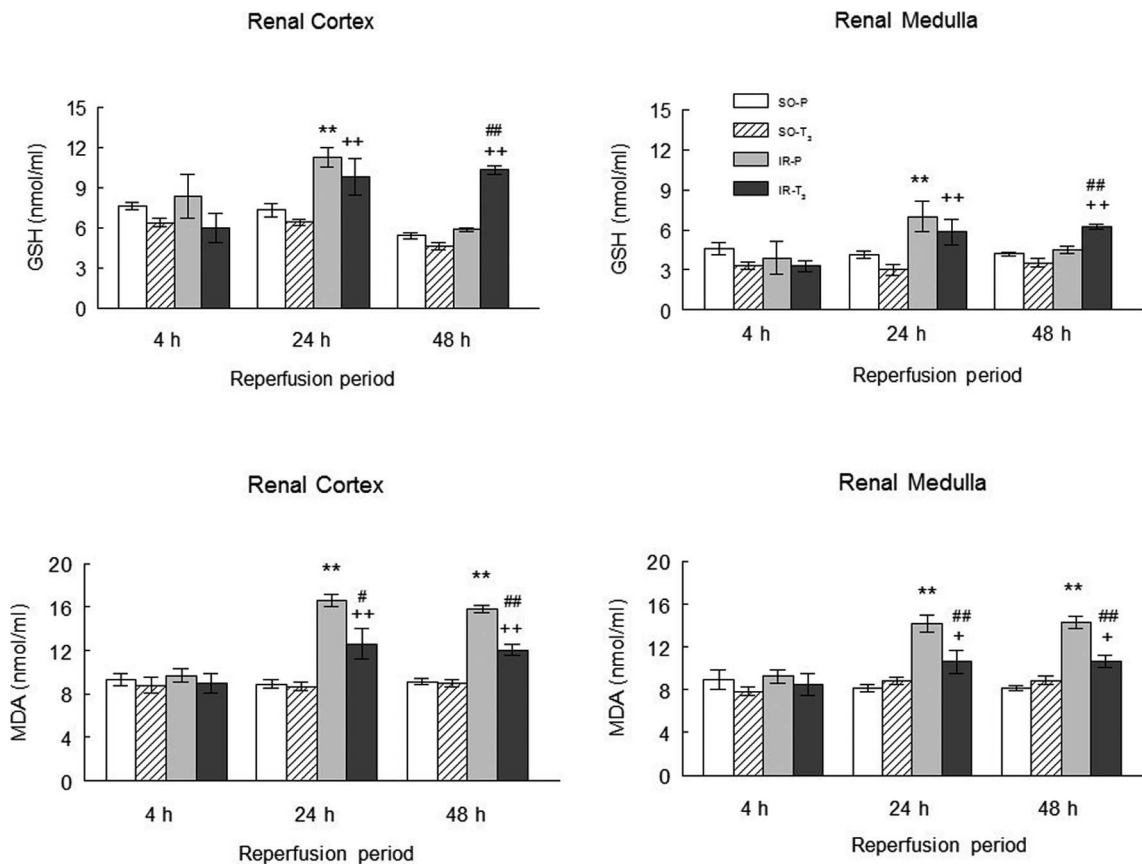 Renal Cortex
GSH (nmol/ml)
15
12
9
6
3
0
**
++
##
++
4 h 24 h 48 h
Reperfusion period
Renal Medulla
SO-P
SO-T₃
IR-P
IR-T₃
GSH (nmol/ml)
15
12
9
6
3
0
**
++
##
++
4 h 24 h 48 h
Reperfusion period
Renal Cortex
MDA (nmol/ml)
20
16
12
8
4
0
**
#
++
**
##
++
4 h 24 h 48 h
Reperfusion period
Renal Medulla
MDA (nmol/ml)
20
16
12
8
4
0
**
##
+
**
##
+
4 h 24 h 48 h
Reperfusion period